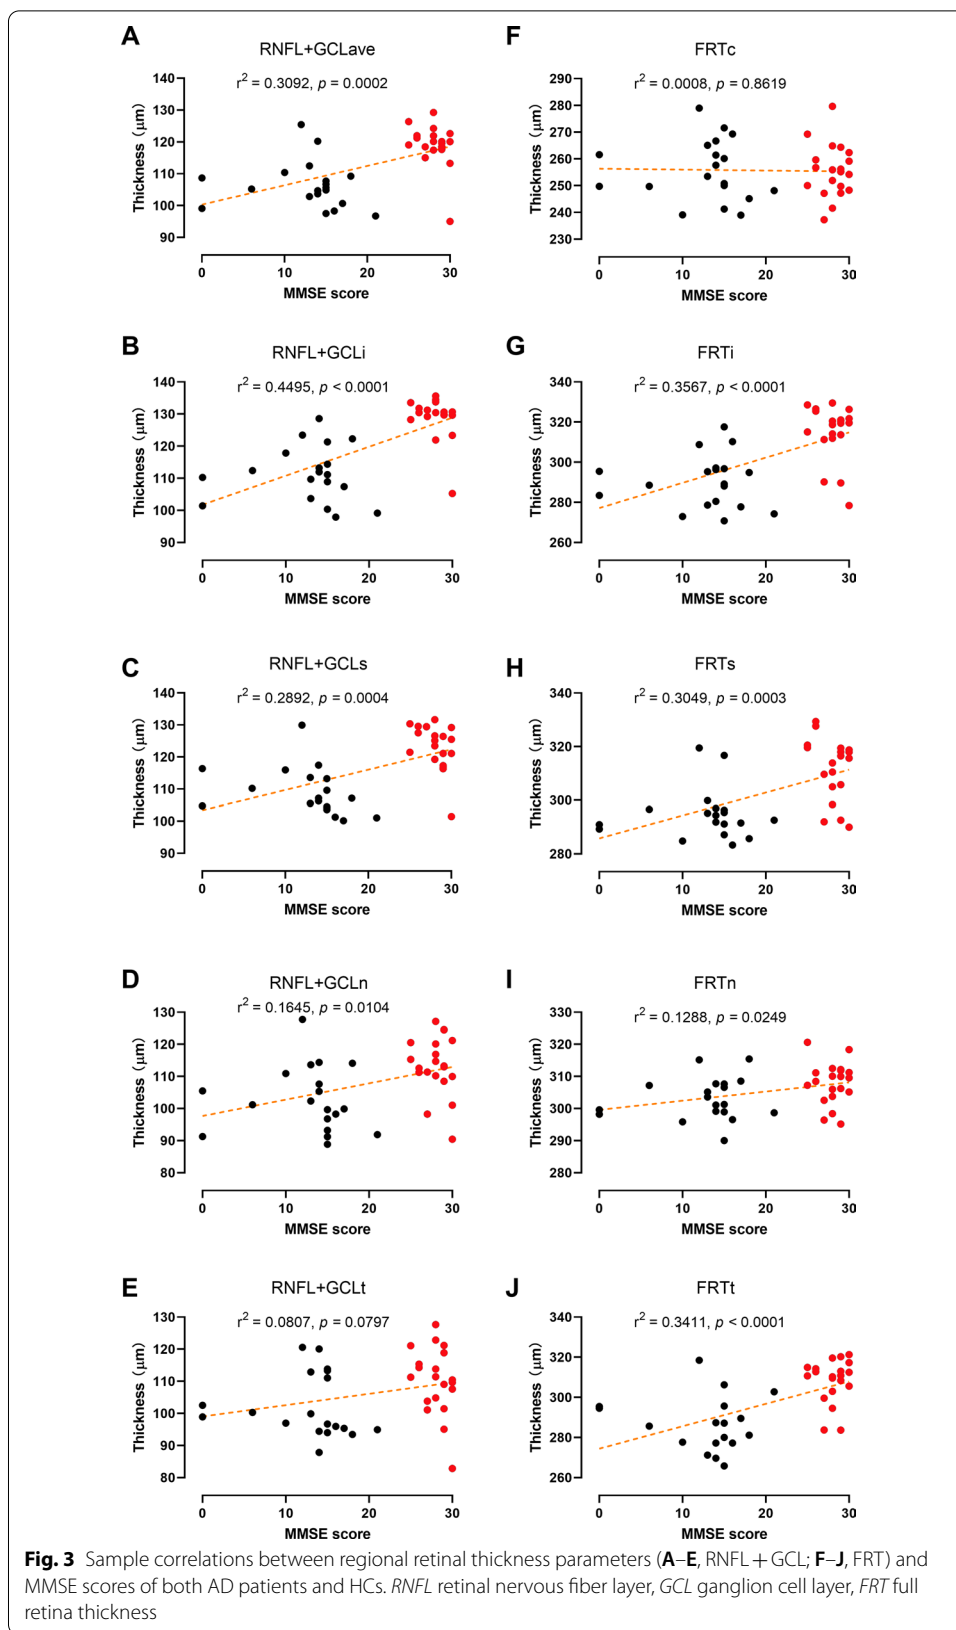 A
RNFL+GCLave
r2 = 0.3092, p = 0.0002
Thickness (μm)
140
130
120
110
100
90
0 10 20 30
MMSE score
F
FRTc
r2 = 0.0008, p = 0.8619
Thickness (μm)
290
280
270
260
250
240
230
0 10 20 30
MMSE score
B
RNFL+GCLi
r2 = 0.4495, p < 0.0001
Thickness (μm)
140
130
120
110
100
90
0 10 20 30
MMSE score
G
FRTi
r2 = 0.3567, p < 0.0001
Thickness (μm)
340
320
300
280
260
0 10 20 30
MMSE score
C
RNFL+GCLs
r2 = 0.2892, p = 0.0004
Thickness (μm)
140
130
120
110
100
90
0 10 20 30
MMSE score
H
FRTs
r2 = 0.3049, p = 0.0003
Thickness (μm)
340
320
300
280
0 10 20 30
MMSE score
D
RNFL+GCLn
r2 = 0.1645, p = 0.0104
Thickness (μm)
130
120
110
100
90
80
0 10 20 30
MMSE score
I
FRTn
r2 = 0.1288, p = 0.0249
Thickness (μm)
330
320
310
300
290
280
0 10 20 30
MMSE score
E
RNFL+GCLt
r2 = 0.0807, p = 0.0797
Thickness (μm)
130
120
110
100
90
80
0 10 20 30
MMSE score
J
FRTt
r2 = 0.3411, p < 0.0001
Thickness (μm)
340
320
300
280
260
0 10 20 30
MMSE score
Fig. 3 Sample correlations between regional retinal thickness parameters (A–E, RNFL + GCL; F–J, FRT) and
MMSE scores of both AD patients and HCs. RNFL retinal nervous fiber layer, GCL ganglion cell layer, FRT full
retina thickness